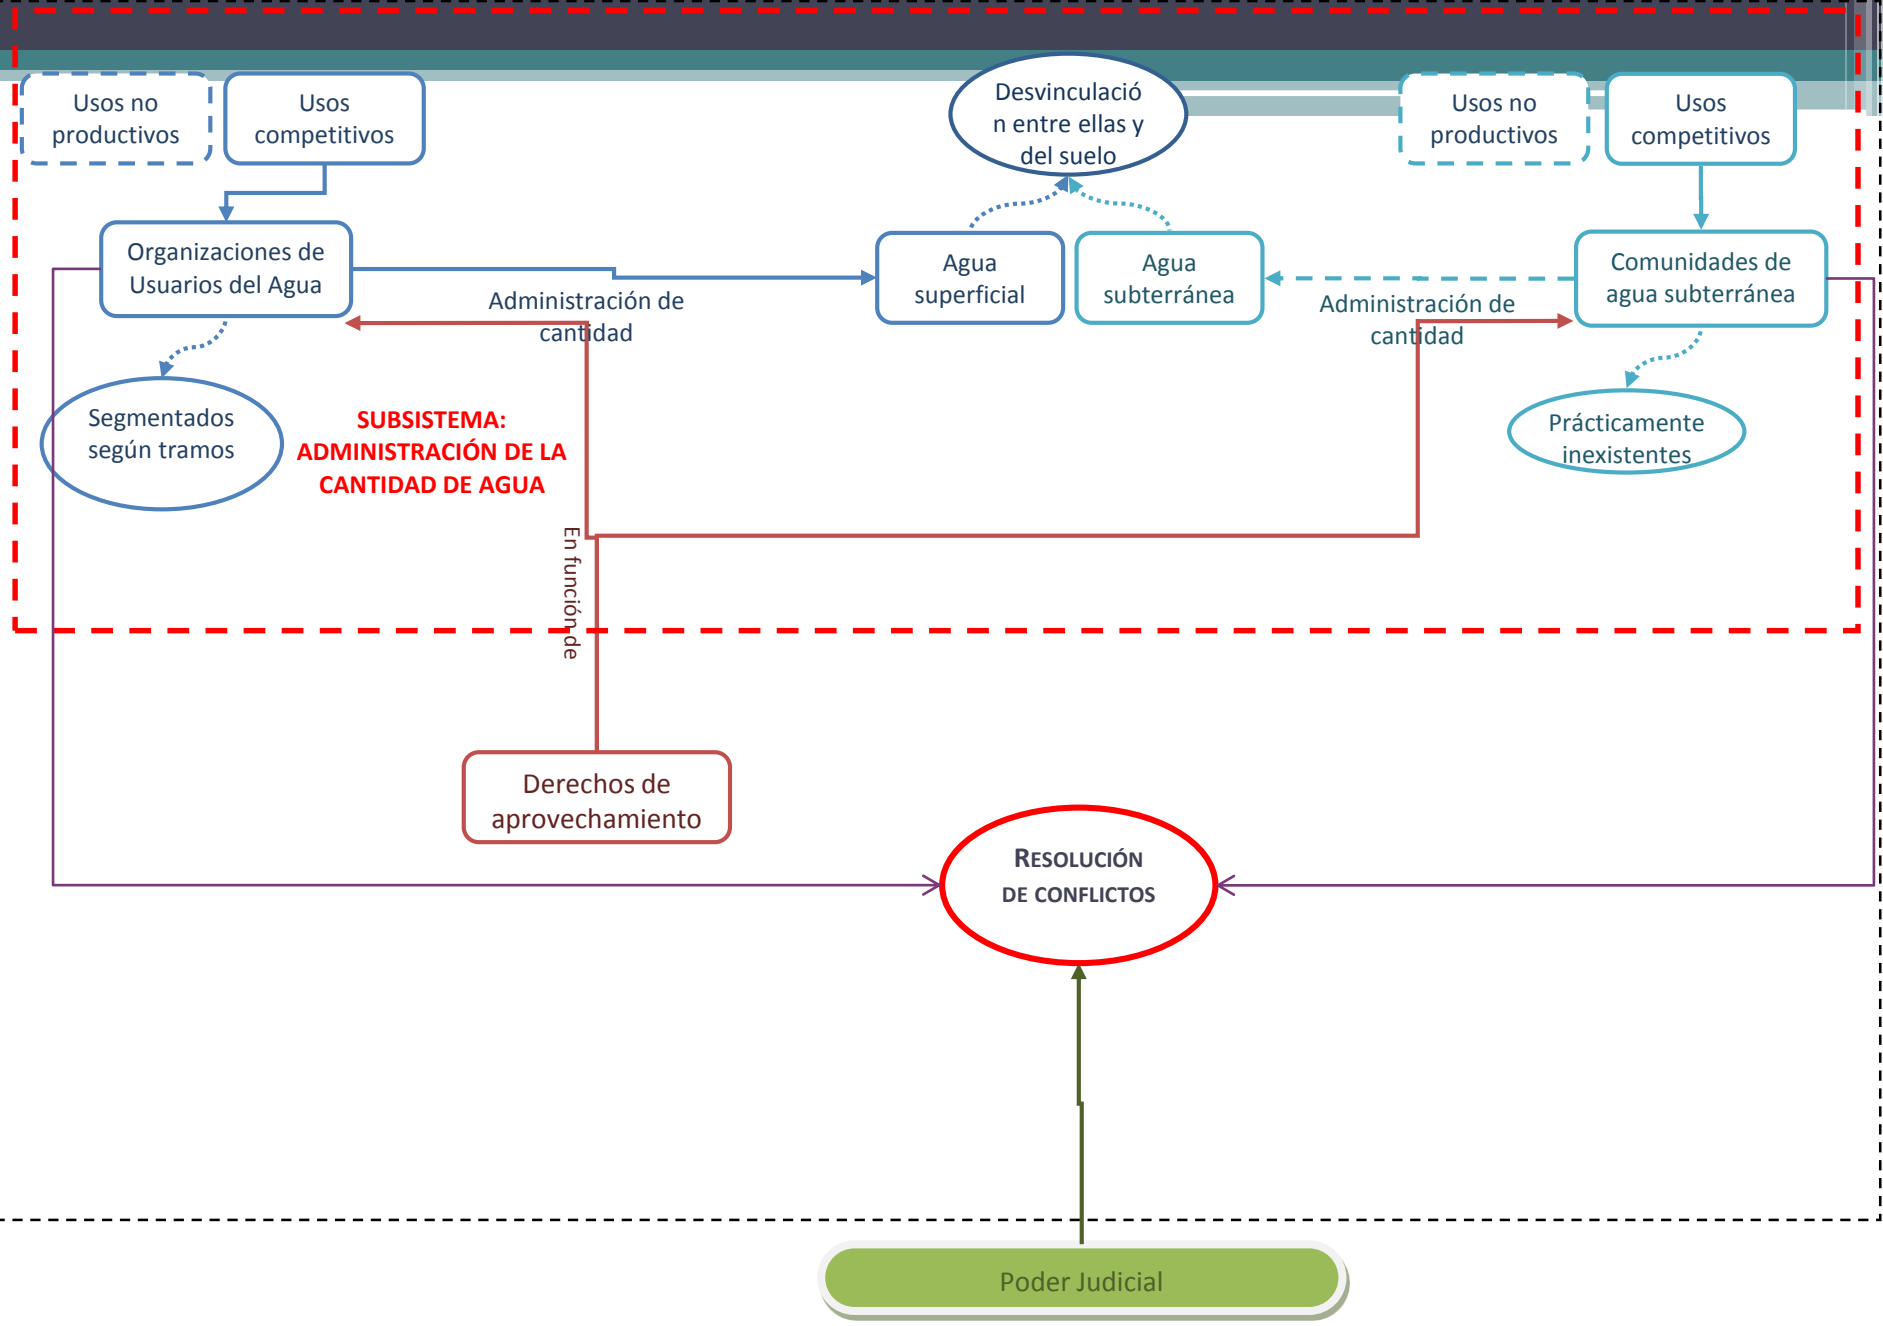 Usos no
productivos
Usos
competitivos
Desvinculació
n entre ellas y
del suelo
Usos no
productivos
Usos
competitivos
Organizaciones de
Usuarios del Agua
Administración de
cantidad
Agua
superficial
Agua
subterránea
Administración de
cantidad
Comunidades de
agua subterránea
Segmentados
según tramos
SUBSISTEMA:
ADMINISTRACIÓN DE LA
CANTIDAD DE AGUA
Prácticamente
inexistentes
En función de
Derechos de
aprovechamiento
RESOLUCIÓN
DE CONFLICTOS
Poder Judicial